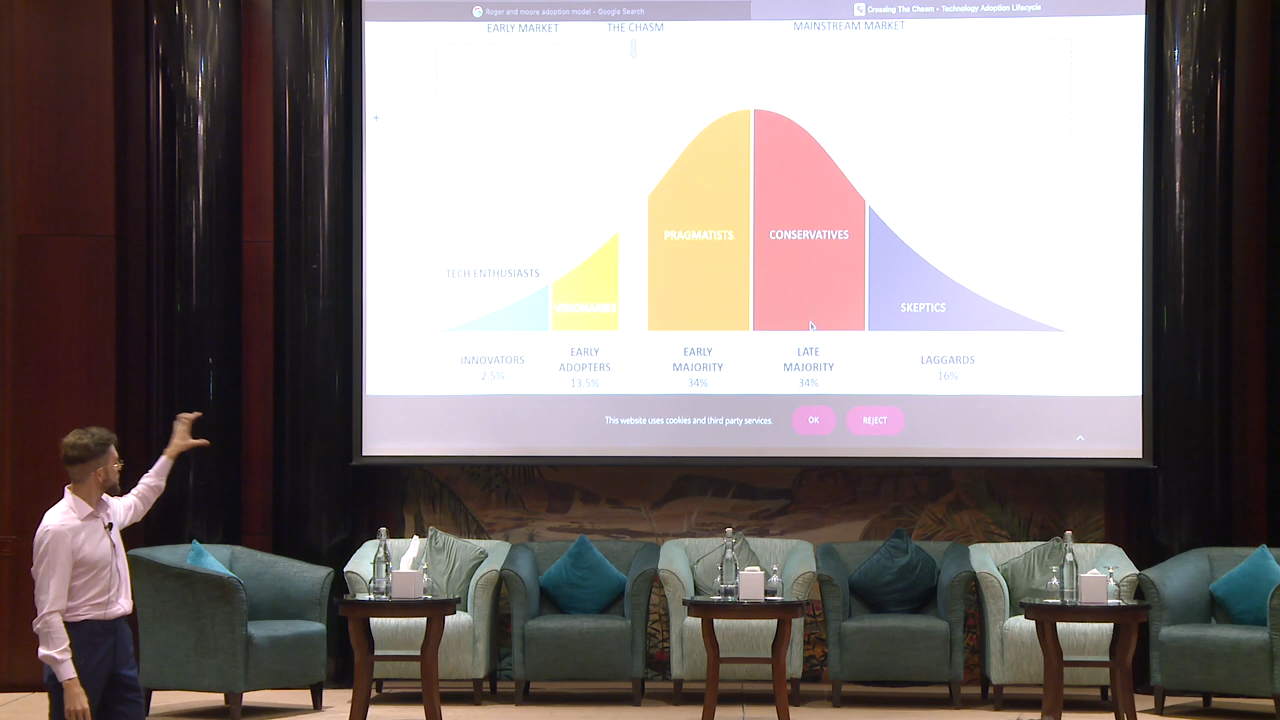 Roger and moore adoption model - Google Search
Crossing The Chasm - Technology Adoption Lifecycle
EARLY MARKET
THE CHASM
MAINSTREAM MARKET
PRAGMATISTS
CONSERVATIVES
TECH ENTHUSIASTS
SKEPTICS
INNOVATORS
2.5%
EARLY
ADOPTERS
13.5%
EARLY
MAJORITY
34%
LATE
MAJORITY
34%
LAGGARDS
16%
This website uses cookies and third party services.
OK
REJECT